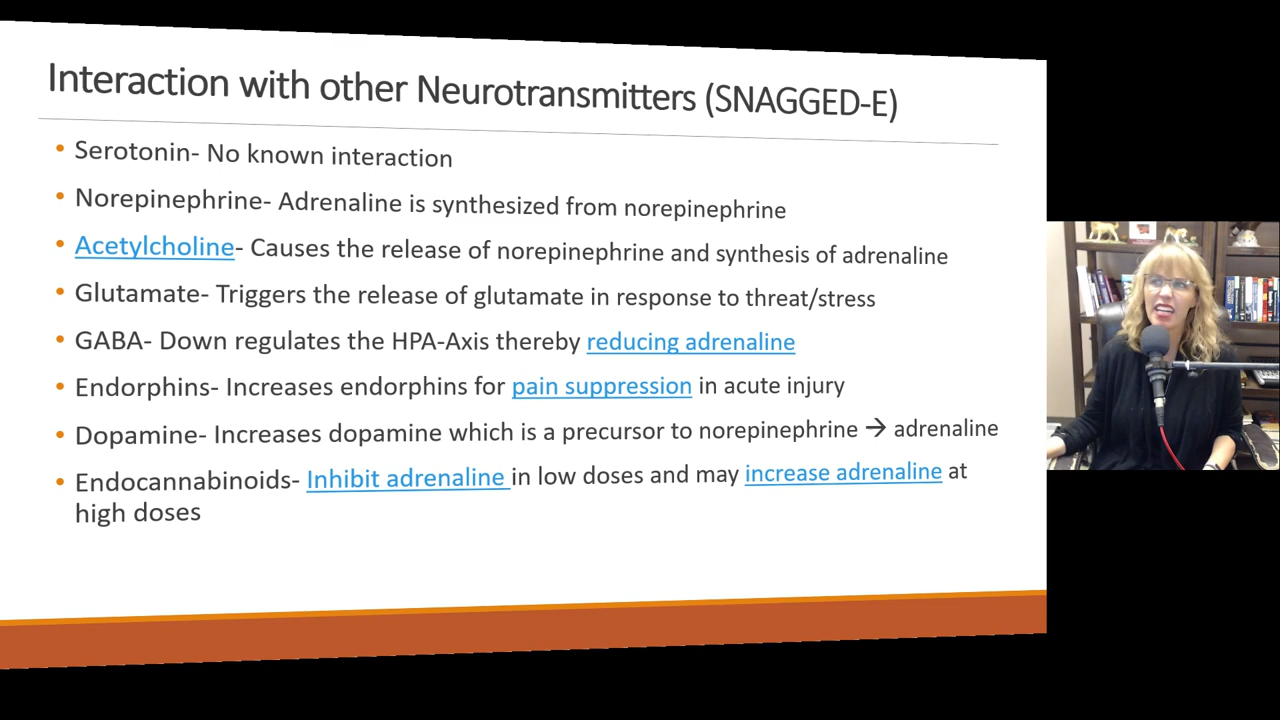 Interaction with other Neurotransmitters (SNAGGED-E)
• Serotonin- No known interaction
• Norepinephrine- Adrenaline is synthesized from norepinephrine
• Acetylcholine- Causes the release of norepinephrine and synthesis of adrenaline
• Glutamate- Triggers the release of glutamate in response to threat/stress
• GABA- Down regulates the HPA-Axis thereby reducing adrenaline
• Endorphins- Increases endorphins for pain suppression in acute injury
• Dopamine- Increases dopamine which is a precursor to norepinephrine → adrenaline
• Endocannabinoids- Inhibit adrenaline in low doses and may increase adrenaline at
high doses